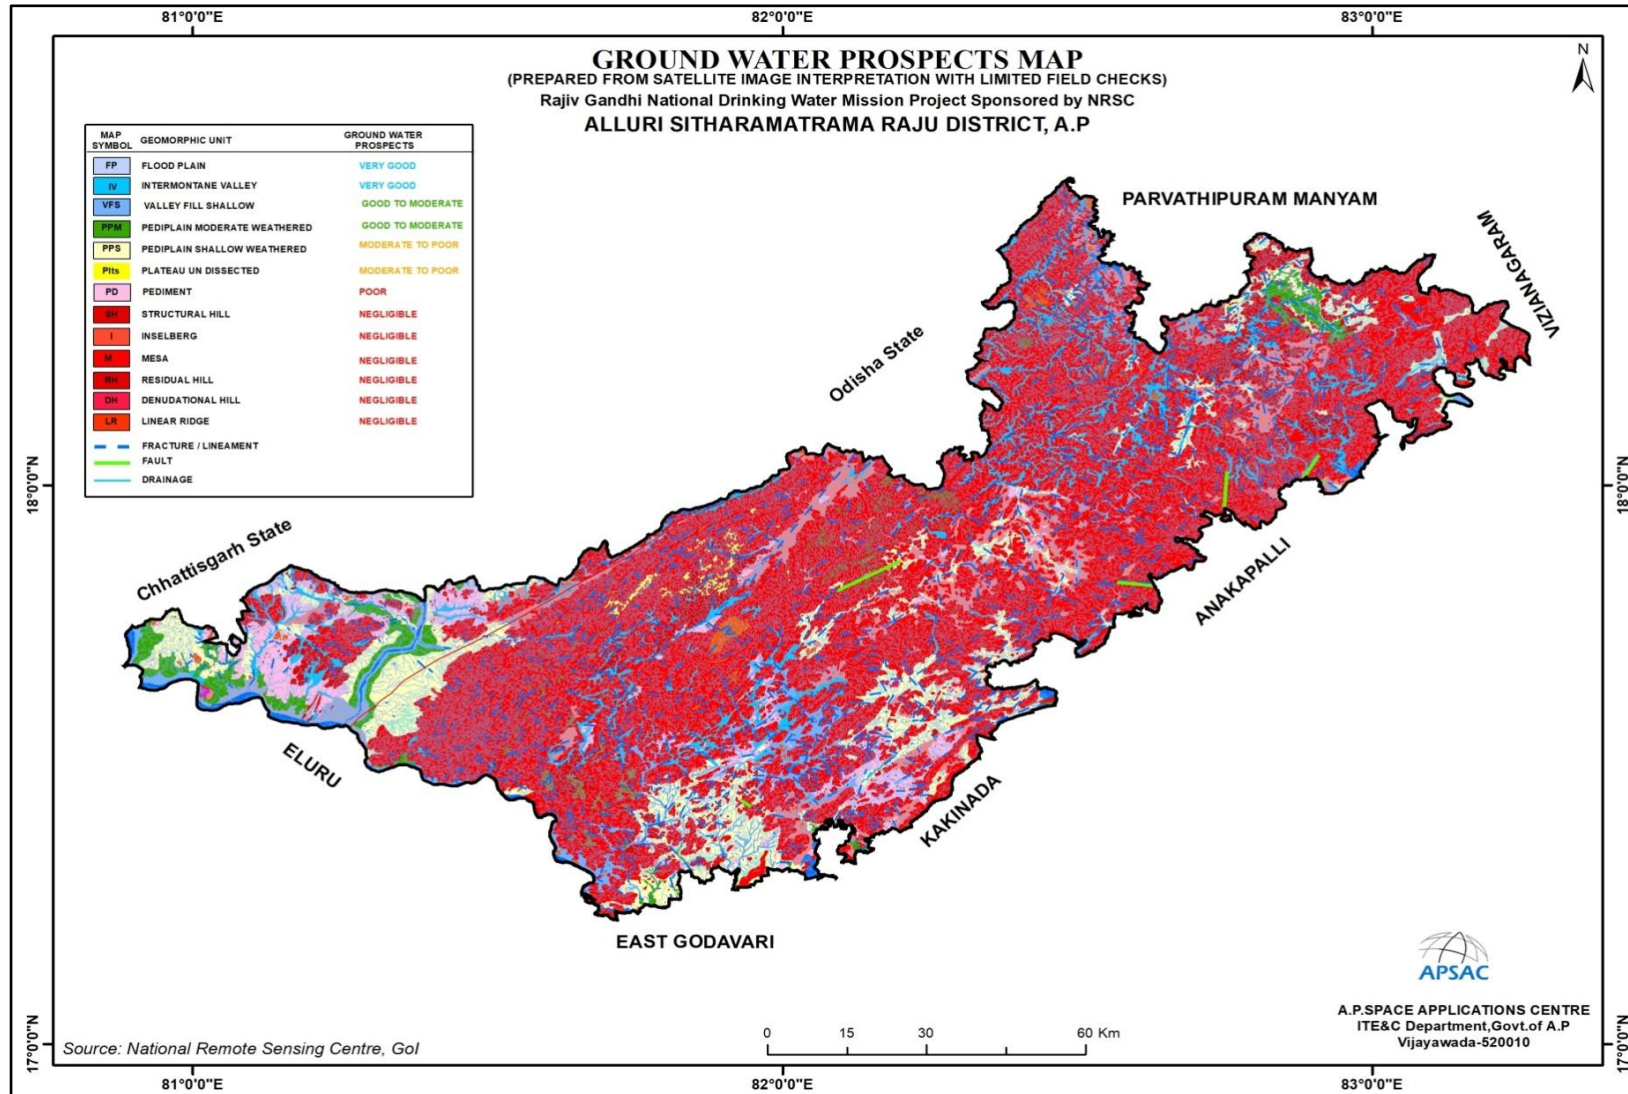 81°0'0"E 82°0'0"E 83°0'0"E
GROUND WATER PROSPECTS MAP
(PREPARED FROM SATELLITE IMAGE INTERPRETATION WITH LIMITED FIELD CHECKS)
Rajiv Gandhi National Drinking Water Mission Project Sponsored by NRSC
ALLURI SITHARAMATRAMA RAJU DISTRICT, A.P
N
MAP SYMBOL GEOMORPHIC UNIT GROUND WATER PROSPECTS
FP FLOOD PLAIN VERY GOOD
IV INTERMONTANE VALLEY VERY GOOD
VFS VALLEY FILL SHALLOW GOOD TO MODERATE
PPM PEDIPLAIN MODERATE WEATHERED GOOD TO MODERATE
PPS PEDIPLAIN SHALLOW WEATHERED MODERATE TO POOR
Plts PLATEAU UN DISSECTED MODERATE TO POOR
PD PEDIMENT POOR
SH STRUCTURAL HILL NEGLIGIBLE
I INSELBERG NEGLIGIBLE
M MESA NEGLIGIBLE
RH RESIDUAL HILL NEGLIGIBLE
DH DENUDATIONAL HILL NEGLIGIBLE
LR LINEAR RIDGE NEGLIGIBLE
FRACTURE / LINEAMENT
FAULT
DRAINAGE
PARVATHIPURAM MANYAM
VIZIANAGARAM
Odisha State
18°0'0"N 18°0'0"N
Chhattisgarh State
ANAKAPALLI
ELURU
KAKINADA
EAST GODAVARI
APSAC
A.P.SPACE APPLICATIONS CENTRE
ITE&C Department,Govt.of A.P
Vijayawada-520010
0 15 30 60 Km
Source: National Remote Sensing Centre, GoI
17°0'0"N 17°0'0"N
81°0'0"E 82°0'0"E 83°0'0"E